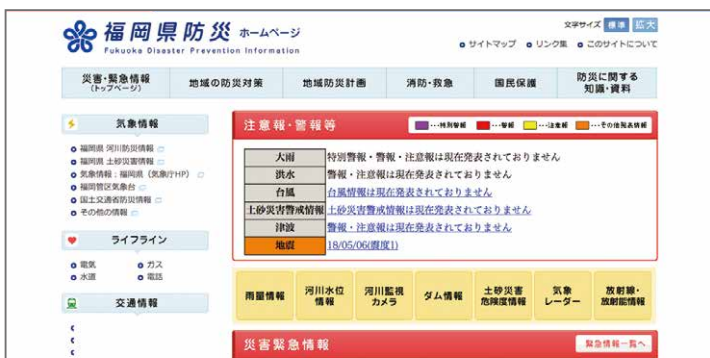 福岡県防災 ホームページ
Fukuoka Disaster Prevention Information
文字サイズ 標準 拡大
サイトマップ リンク集 このサイトについて
災害・緊急情報
(トップページ)
地域の防災対策
地域防災計画
消防・救急
国民保護
防災に関する
知識・資料
気象情報
福岡県 河川防災情報
福岡県 土砂災害情報
気象情報:福岡県(気象庁HP)
福岡管区気象台
国土交通省防災情報
その他の情報
ライフライン
電気 ガス
水道 電話
交通情報
注意報・警報等
・・・特別警報 ・・・警報 ・・・注意報 ・・・その他発表情報
大雨 特別警報・警報・注意報は現在発表されておりません
洪水 警報・注意報は現在発表されておりません
台風 台風情報は現在発表されておりません
土砂災害警戒情報 土砂災害警戒情報は現在発表されておりません
津波 警報・注意報は現在発表されておりません
地震 18/05/06(震度1)
雨量情報
河川水位
情報
河川監視
カメラ
ダム情報
土砂災害
危険度情報
気象
レーダー
放射線・
放射能情報
災害緊急情報
緊急情報一覧へ